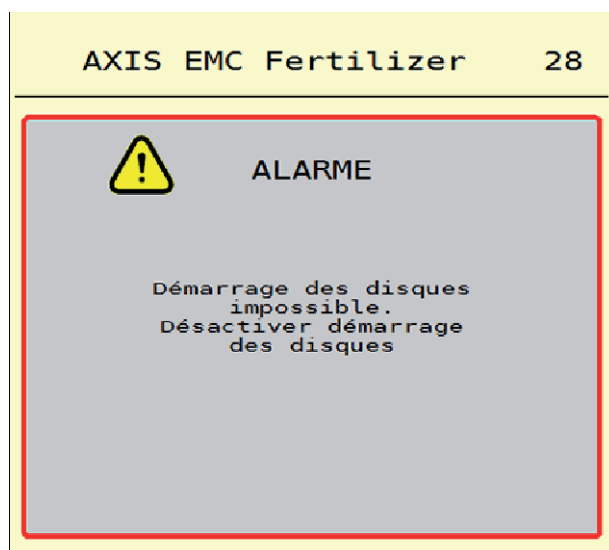 AXIS EMC Fertilizer 28
ALARME
Démarrage des disques
impossible.
Désactiver démarrage
des disques